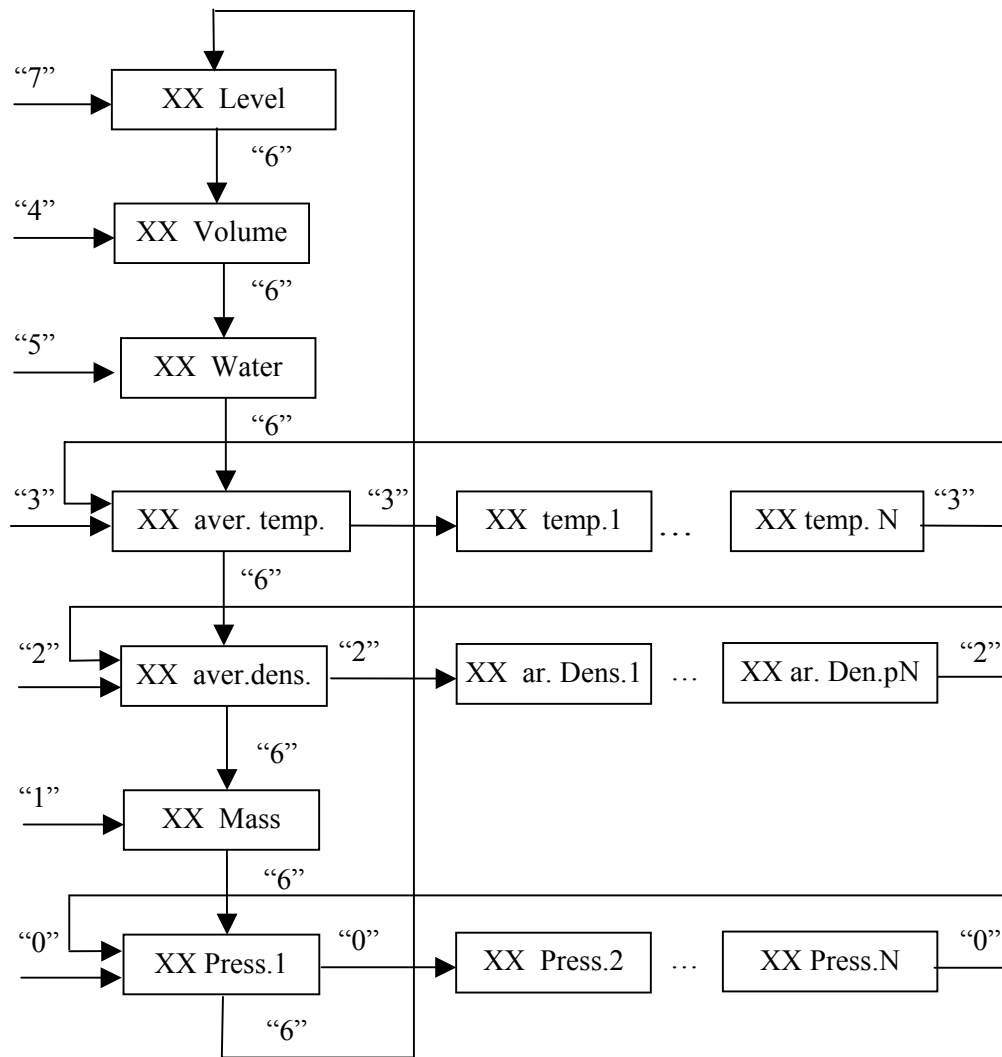 “7”
XX Level
“6”
“4”
XX Volume
“6”
“5”
XX Water
“6”
“3” XX aver. temp. “3” XX temp.1 … XX temp. N “3”
“6”
“2” XX aver.dens. “2” XX ar. Dens.1 … XX ar. Den.pN “2”
“6”
“1”
XX Mass
“6”
“0” XX Press.1 “0” XX Press.2 … XX Press.N “0”
“6”